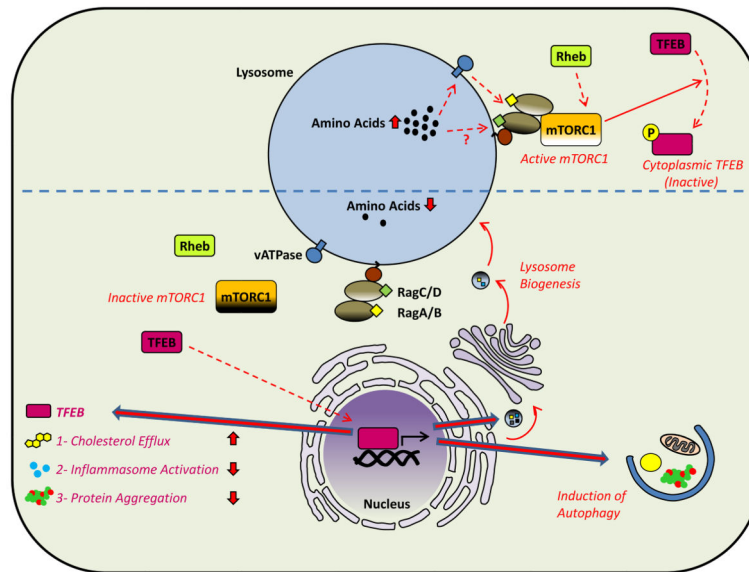 TFEB
Rheb
Lysosome
Amino Acids
?
mTORC1
P
Active mTORC1
Cytoplasmic TFEB
(Inactive)
Amino Acids
Rheb
vATPase
Inactive mTORC1
mTORC1
RagC/D
RagA/B
Lysosome
Biogenesis
TFEB
TFEB
1- Cholesterol Efflux
2- Inflammasome Activation
3- Protein Aggregation
Nucleus
Induction of
Autophagy